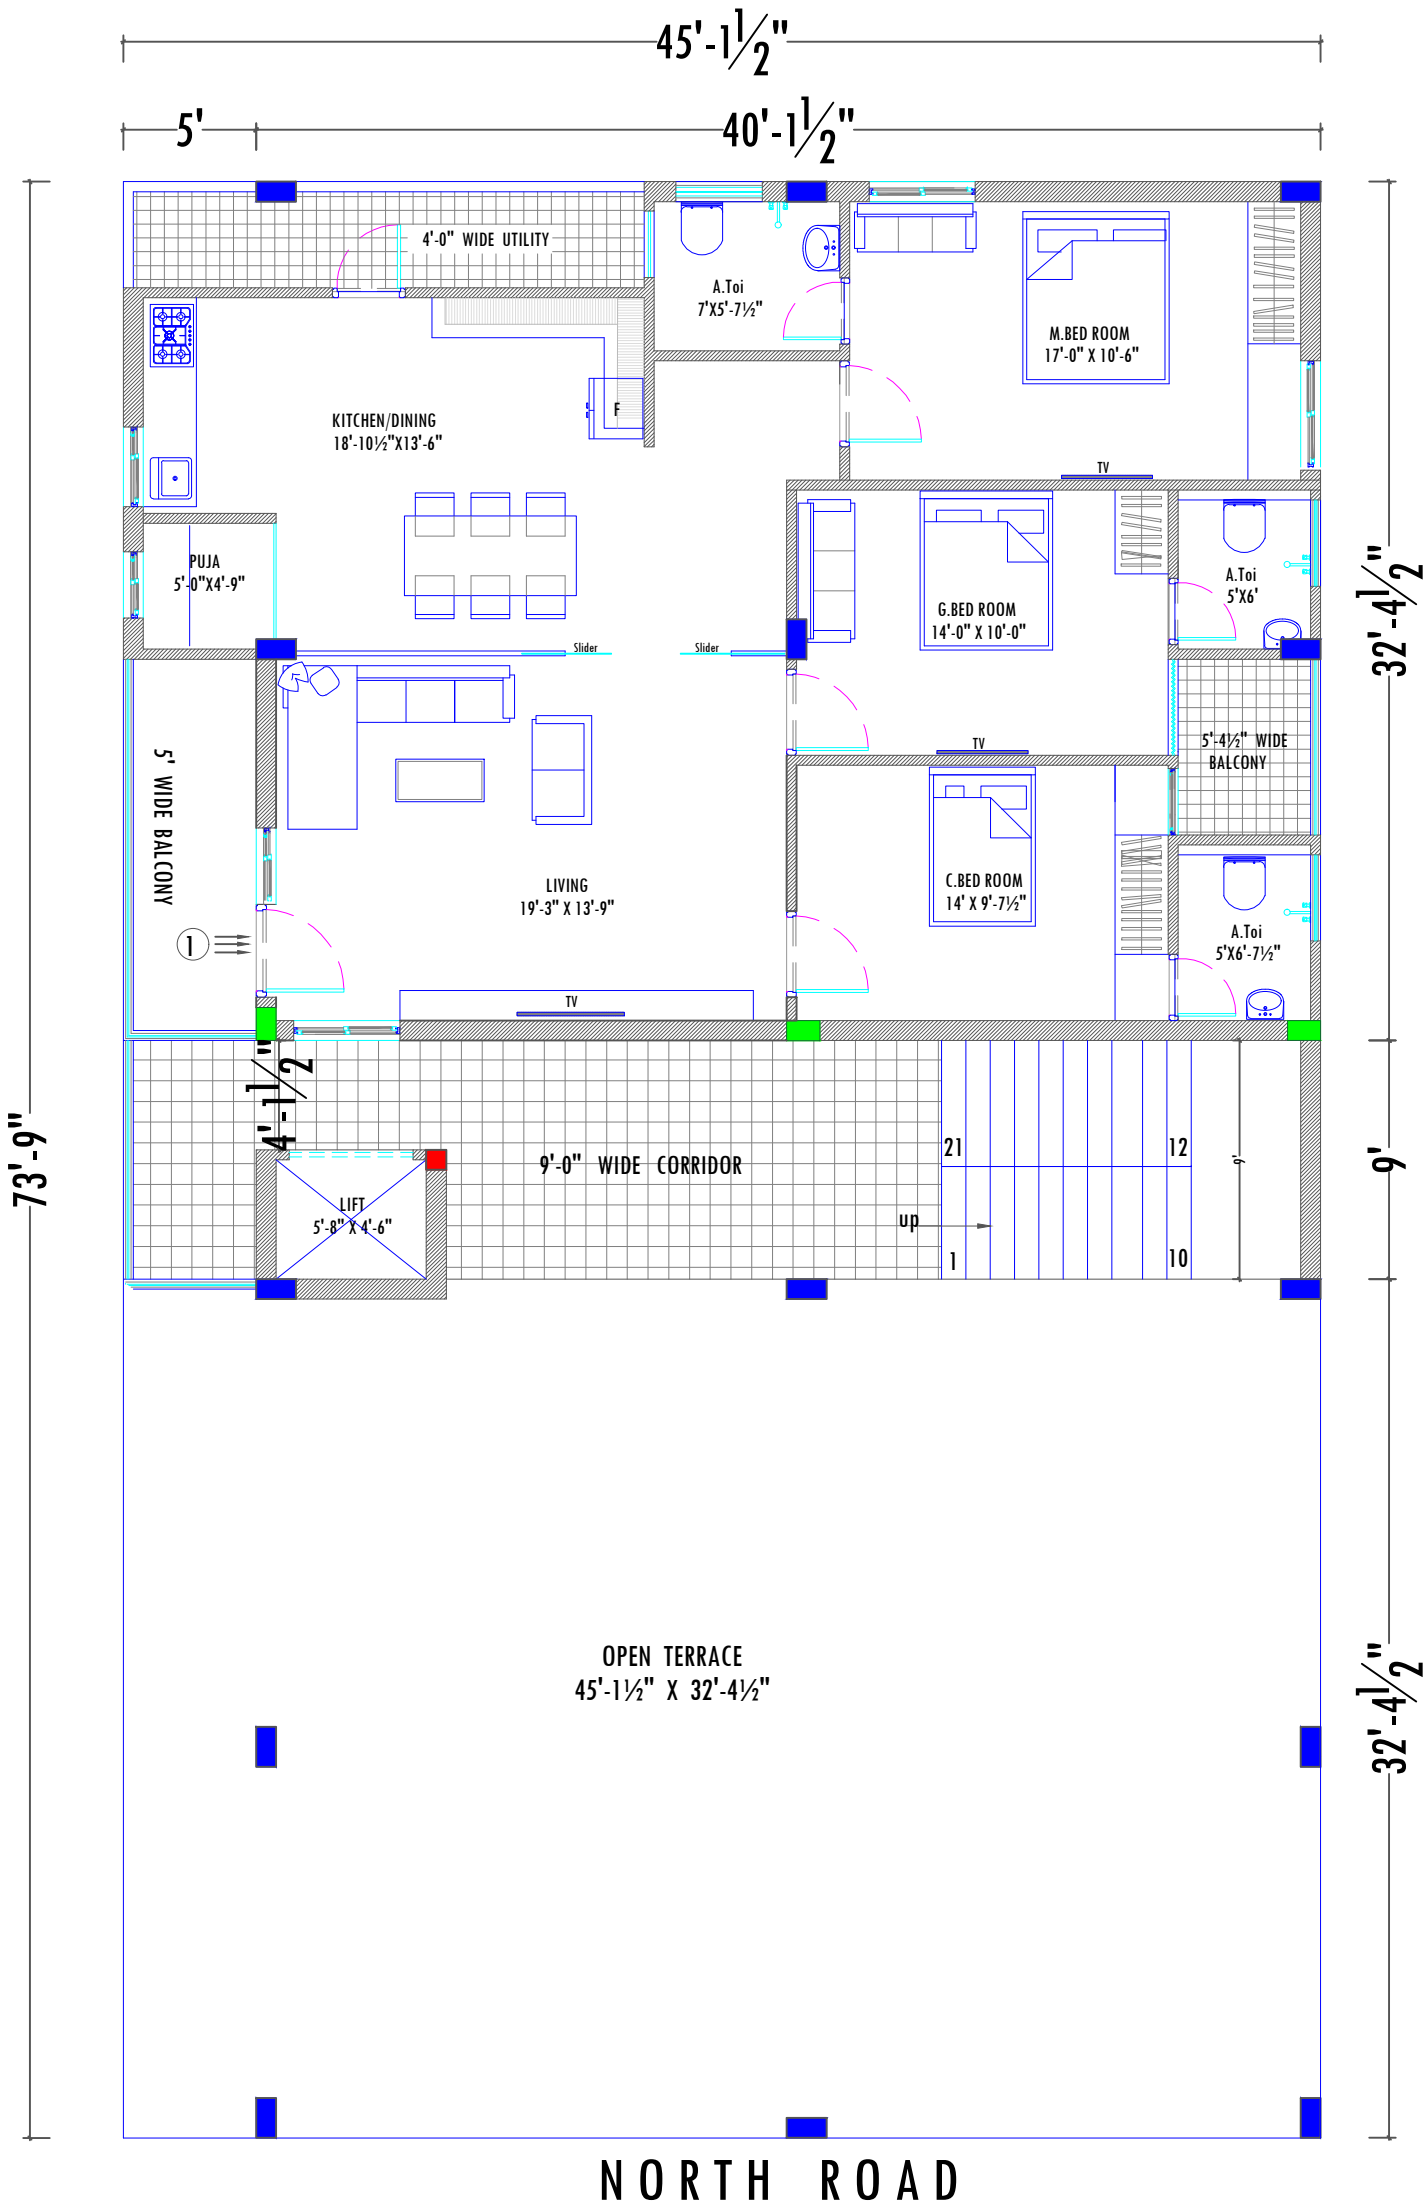 45'-1½"
5'
40'-1½"
4'-0" WIDE UTILITY
A.Toi
7'X5'-7½"
M.BED ROOM
17'-0" X 10'-6"
F
KITCHEN/DINING
18'-10½"X13'-6"
TV
PUJA
5'-0"X4'-9"
A.Toi
5'X6'
G.BED ROOM
14'-0" X 10'-0"
32'-4½"
Slider
Slider
5' WIDE BALCONY
TV
5'-4½" WIDE
BALCONY
LIVING
19'-3" X 13'-9"
C.BED ROOM
14' X 9'-7½"
A.Toi
5'X6'-7½"
1
TV
4'-1½"
73'-9"
9'-0" WIDE CORRIDOR
21
12
9'
9'
LIFT
5'-8" X 4'-6"
up
1
10
OPEN TERRACE
45'-1½" X 32'-4½"
32'-4½"
NORTH ROAD